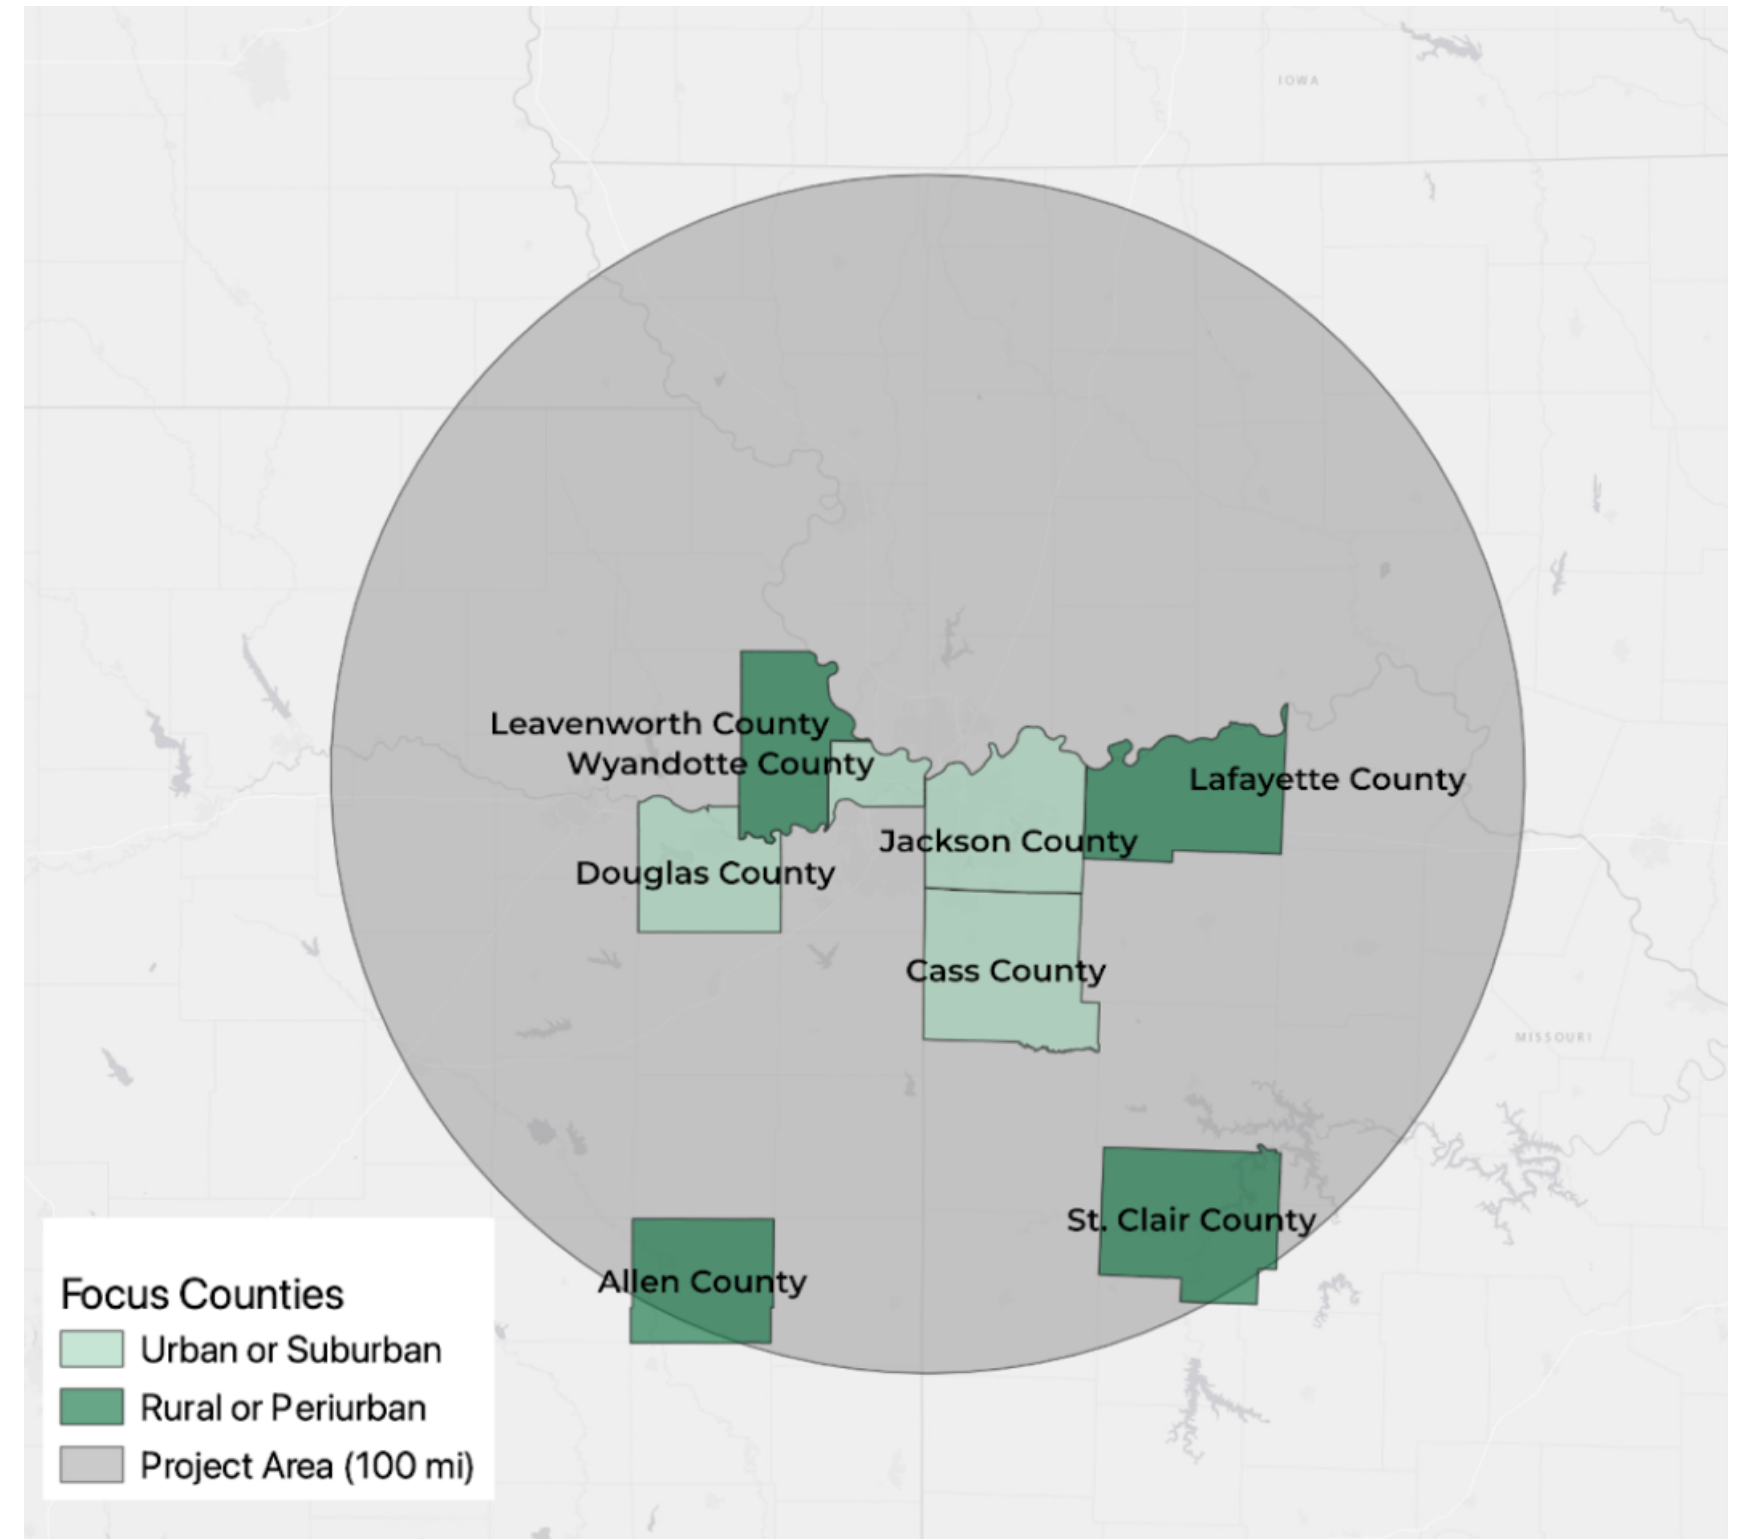 IOWA
Leavenworth County
Wyandotte County
Lafayette County
Jackson County
Douglas County
Cass County
MISSOURI
St. Clair County
Allen County
Focus Counties
Urban or Suburban
Rural or Periurban
Project Area (100 mi)